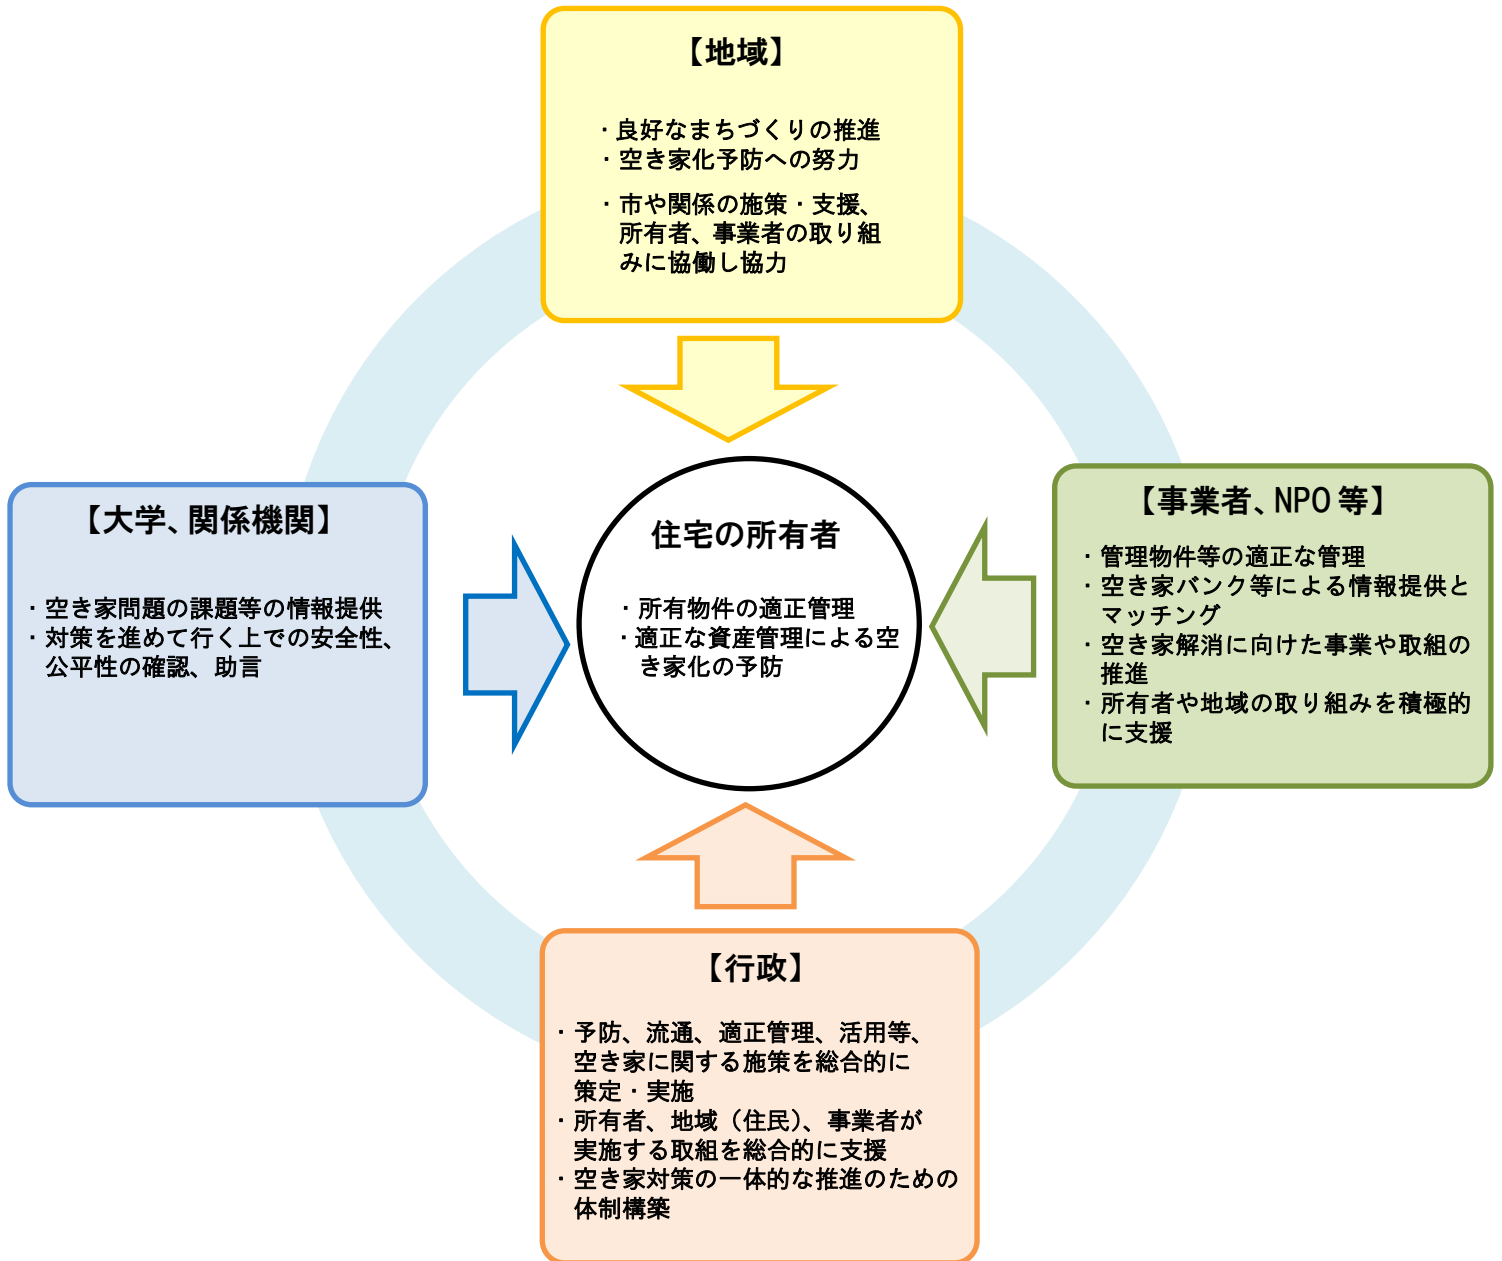 【地域】
・良好なまちづくりの推進
・空き家化予防への努力
・市や関係の施策・支援、
所有者、事業者の取り組
みに協働し協力
【大学、関係機関】
・空き家問題の課題等の情報提供
・対策を進めて行く上での安全性、
公平性の確認、助言
住宅の所有者
・所有物件の適正管理
・適正な資産管理による空
き家化の予防
【事業者、NPO等】
・管理物件等の適正な管理
・空き家バンク等による情報提供と
マッチング
・空き家解消に向けた事業や取組の
推進
・所有者や地域の取り組みを積極的
に支援
【行政】
・予防、流通、適正管理、活用等、
空き家に関する施策を総合的に
策定・実施
・所有者、地域（住民）、事業者が
実施する取組を総合的に支援
・空き家対策の一体的な推進のための
体制構築